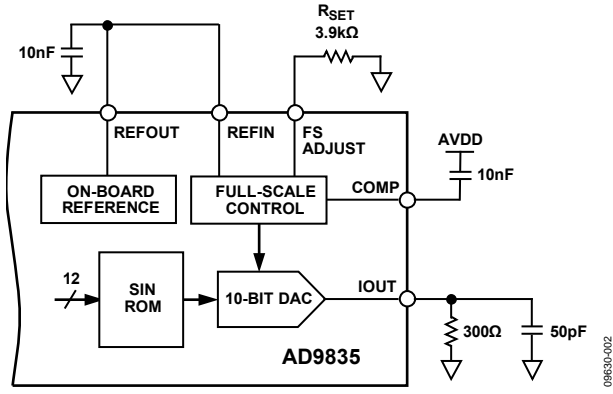 RSET
3.9kΩ
10nF
REFOUT
REFIN
FS
ADJUST
AVDD
10nF
ON-BOARD
REFERENCE
FULL-SCALE
CONTROL
COMP
12
SIN
ROM
10-BIT DAC
IOUT
300Ω
50pF
AD9835
09630-002